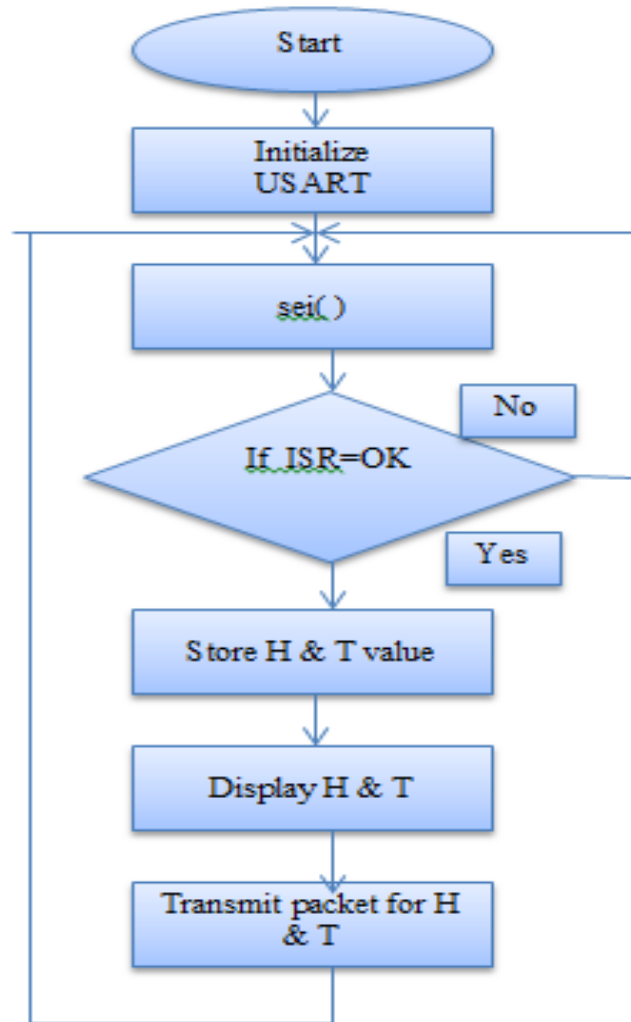 Start
Initialize
USART
sei( )
No
If ISR=OK
Yes
Store H & T value
Display H & T
Transmit packet for H
& T